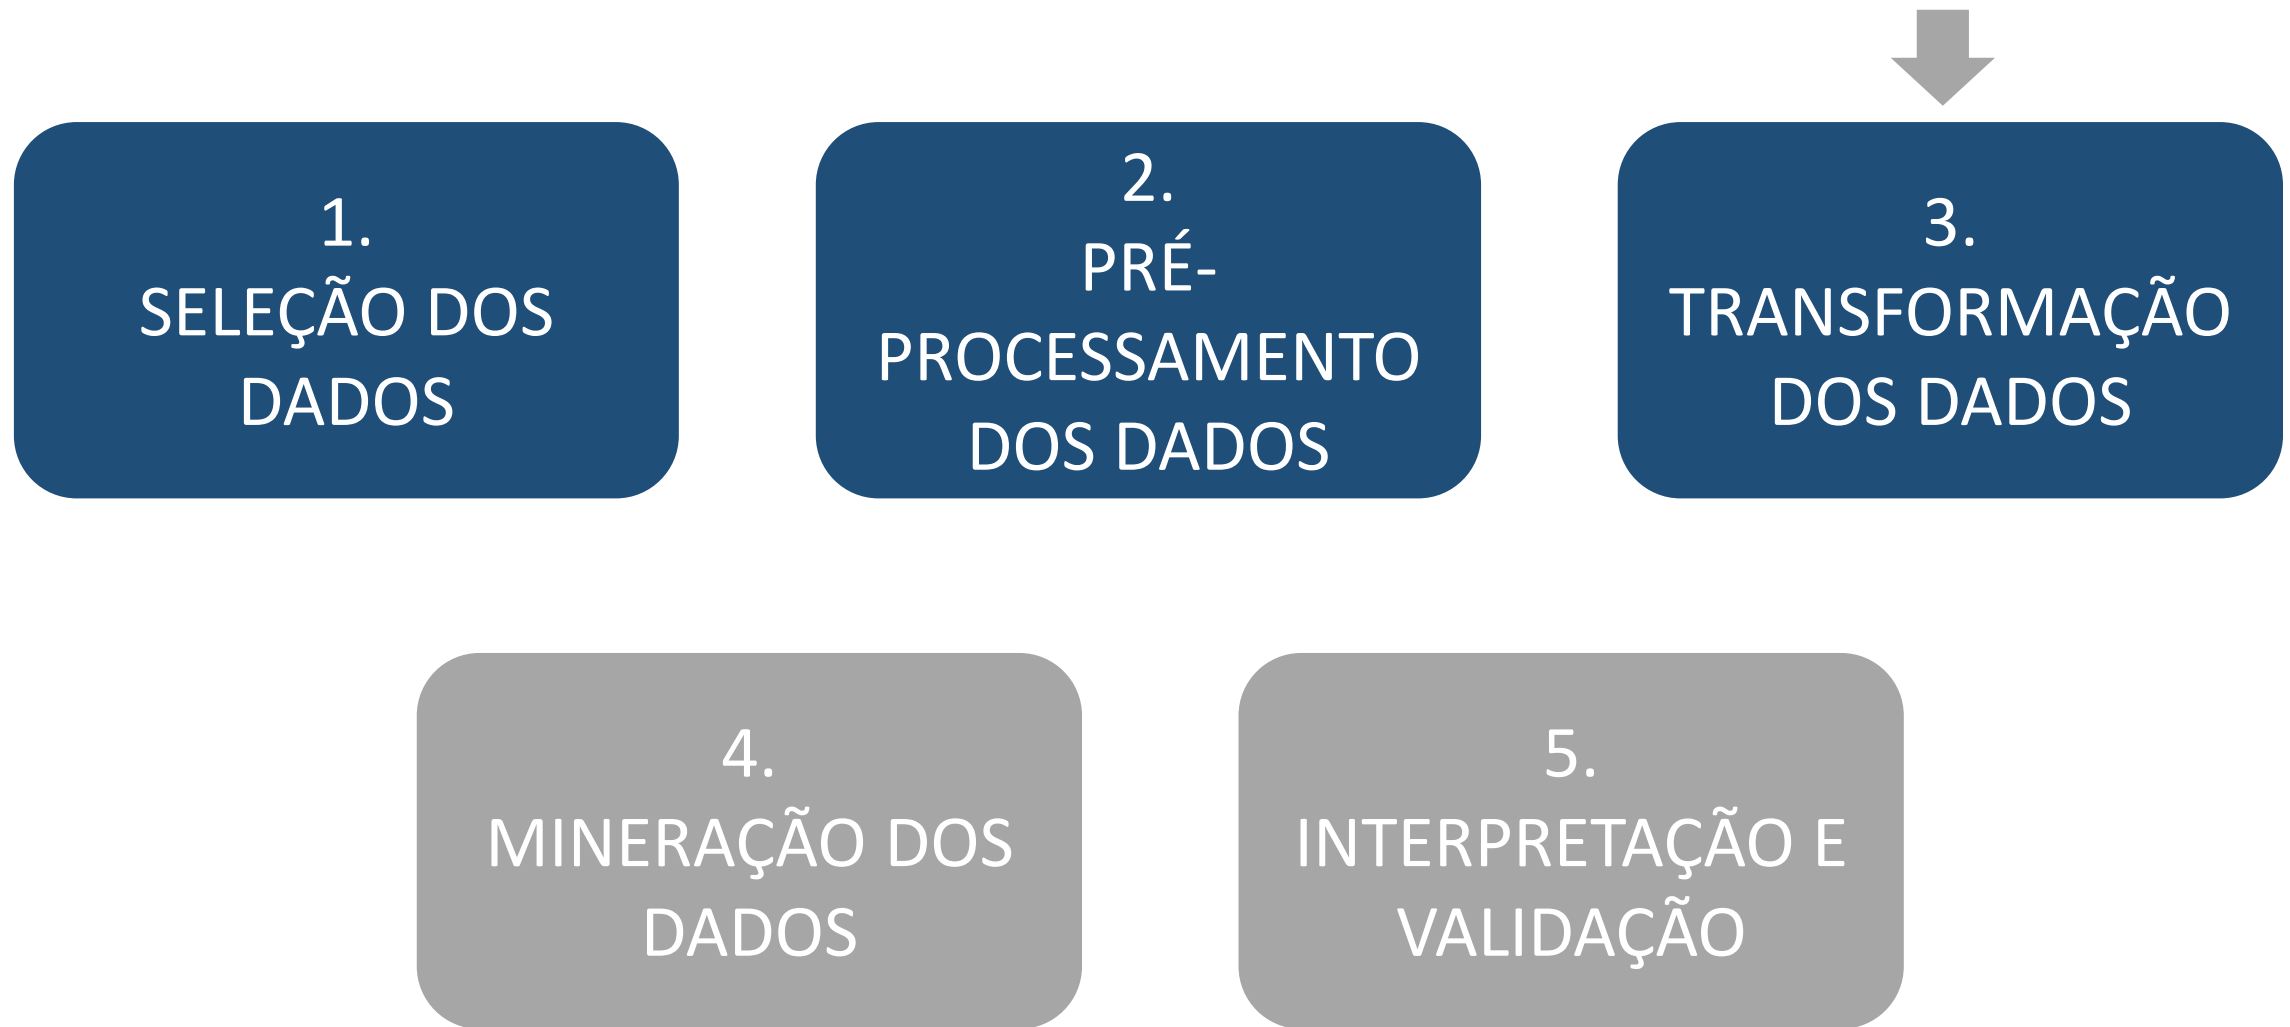 1.
SELEÇÃO DOS
DADOS
2.
PRÉ-
PROCESSAMENTO
DOS DADOS
3.
TRANSFORMAÇÃO
DOS DADOS
4.
MINERAÇÃO DOS
DADOS
5.
INTERPRETAÇÃO E
VALIDAÇÃO